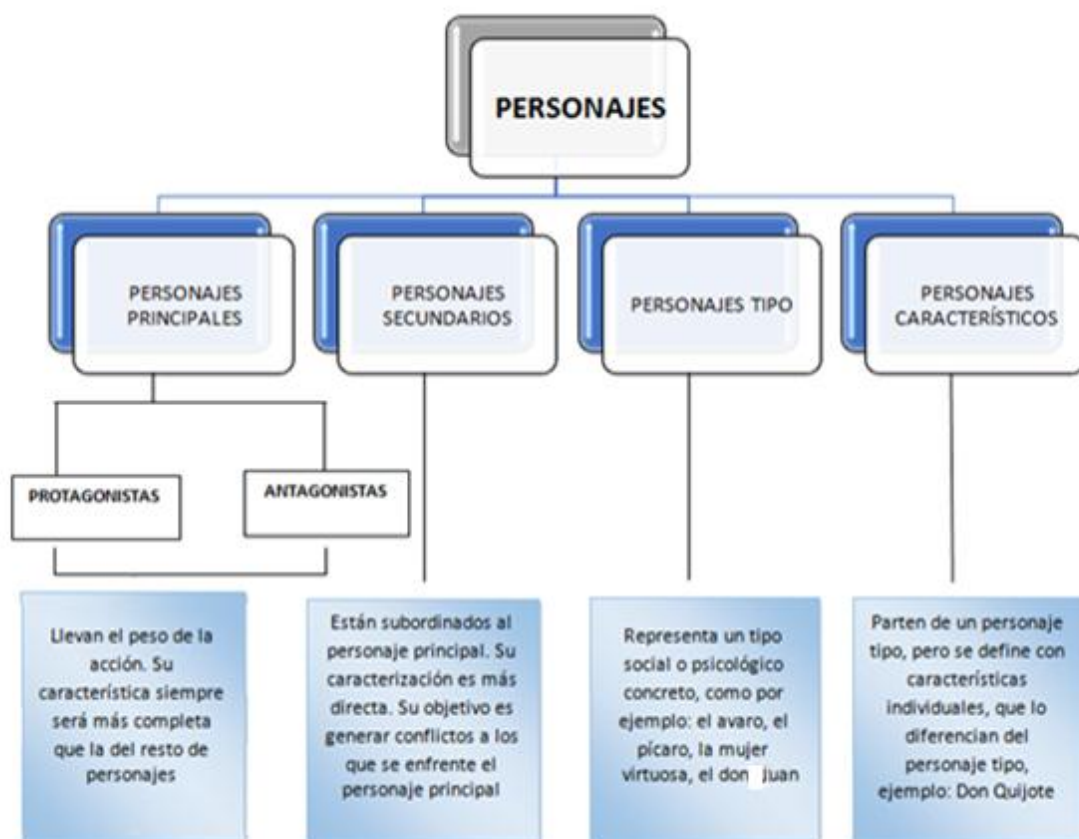 PERSONAJES
PERSONAJES
PRINCIPALES
PERSONAJES
SECUNDARIOS
PERSONAJES TIPO
PERSONAJES
CARACTERÍSTICOS
PROTAGONISTAS
ANTAGONISTAS
Llevan el peso de la
acción. Su
característica siempre
será más completa
que la del resto de
personajes
Están subordinados al
personaje principal. Su
caracterización es más
directa. Su objetivo es
generar conflictos a los
que se enfrente el
personaje principal
Representa un tipo
social o psicológico
concreto, como por
ejemplo: el avaro, el
pícaro, la mujer
virtuosa, el don Juan
Parten de un personaje
tipo, pero se define con
características
individuales, que lo
diferencian del
personaje tipo,
ejemplo: Don Quijote